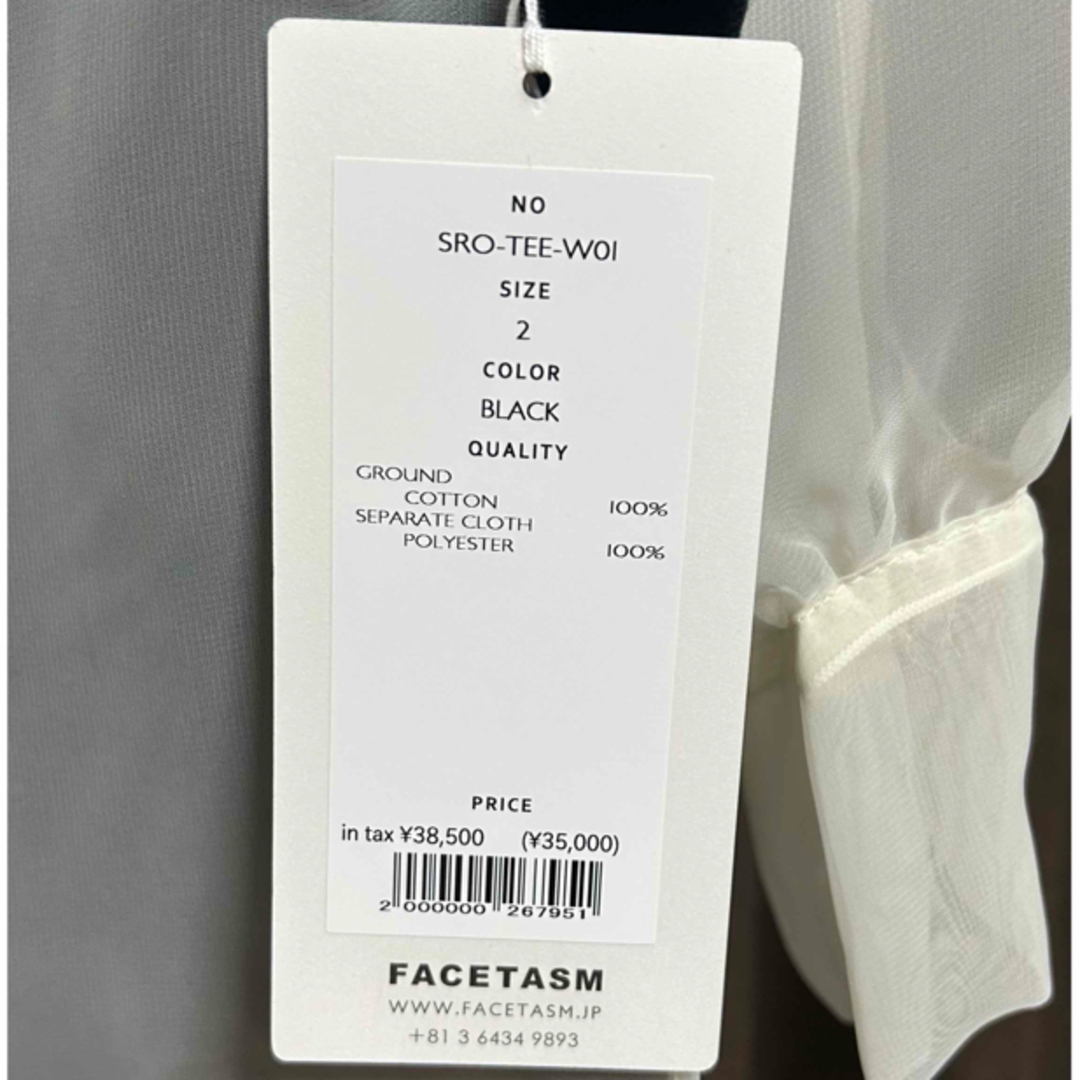 NO
SRO-TEE-W01
SIZE
2
COLOR
BLACK
QUALITY
GROUND
COTTON 100%
SEPARATE CLOTH
POLYESTER 100%
PRICE
in tax ¥38,500 (¥35,000)
2 000000 267951
FACETASM
WWW.FACETASM.JP
+81 3 6434 9893